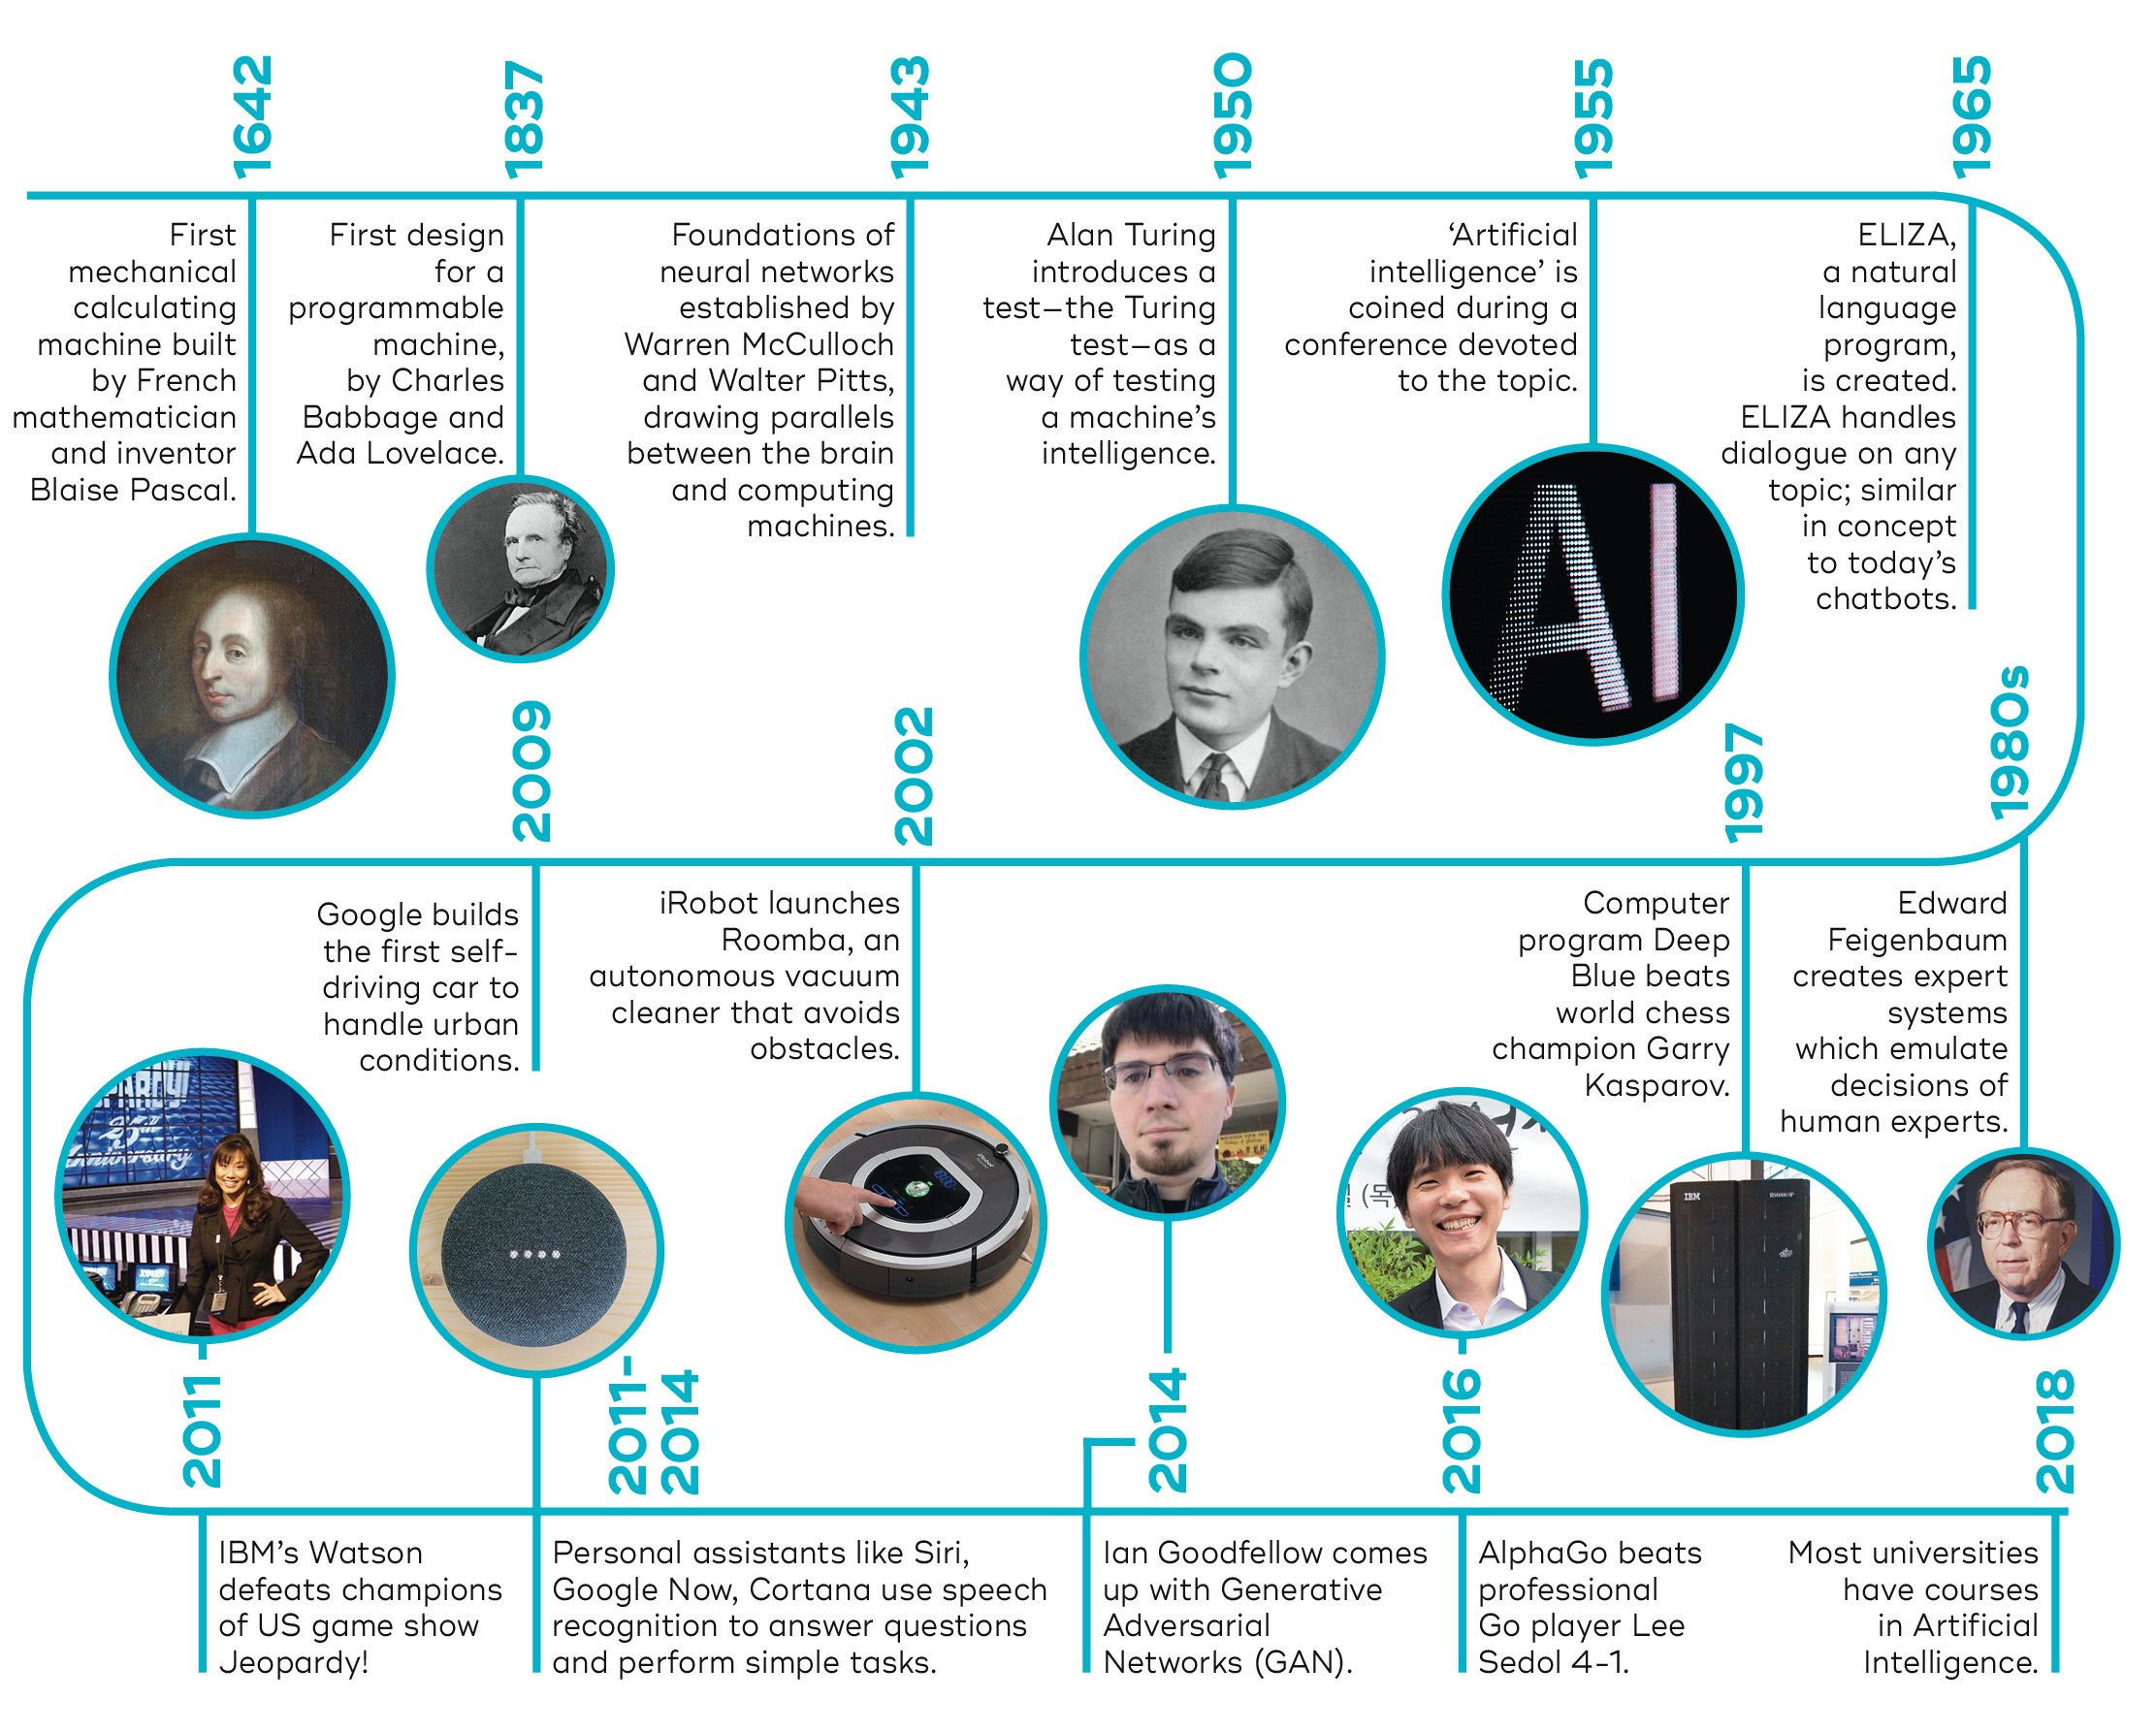 1642
First
mechanical
calculating
machine built
by French
mathematician
and inventor
Blaise Pascal.
1837
First design
for a
programmable
machine,
by Charles
Babbage and
Ada Lovelace.
1943
Foundations of
neural networks
established by
Warren McCulloch
and Walter Pitts,
drawing parallels
between the brain
and computing
machines.
1950
Alan Turing
introduces a
test—the Turing
test—as a
way of testing
a machine’s
intelligence.
1955
‘Artificial
intelligence’ is
coined during a
conference devoted
to the topic.
AI
1965
ELIZA,
a natural
language
program,
is created.
ELIZA handles
dialogue on any
topic; similar
in concept
to today’s
chatbots.
1980s
Edward
Feigenbaum
creates expert
systems
which emulate
decisions of
human experts.
1997
Computer
program Deep
Blue beats
world chess
champion Garry
Kasparov.
IBM
2002
iRobot launches
Roomba, an
autonomous vacuum
cleaner that avoids
obstacles.
2009
Google builds
the first self-
driving car to
handle urban
conditions.
2011
IBM’s Watson
defeats champions
of US game show
Jeopardy!
25th
Anniversary
2011-
2014
Personal assistants like Siri,
Google Now, Cortana use speech
recognition to answer questions
and perform simple tasks.
2014
Ian Goodfellow comes
up with Generative
Adversarial
Networks (GAN).
2016
AlphaGo beats
professional
Go player Lee
Sedol 4-1.
2018
Most universities
have courses
in Artificial
Intelligence.